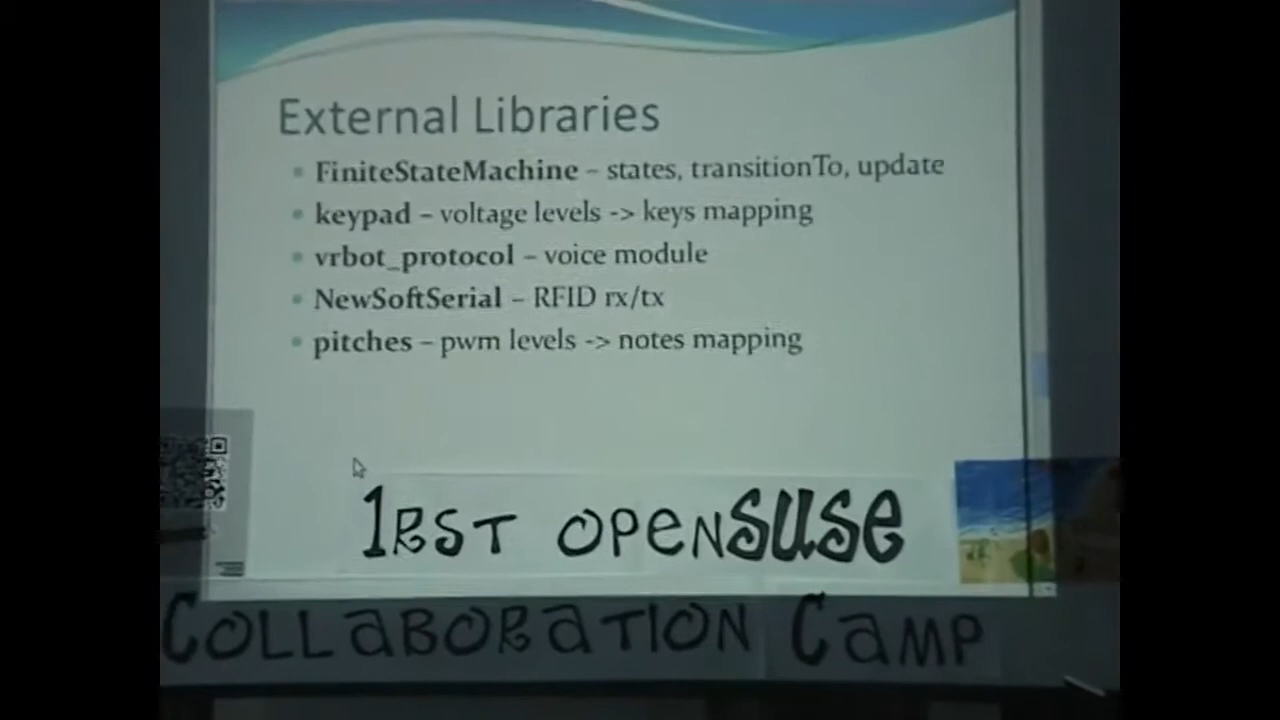 External Libraries
FiniteStateMachine – states, transitionTo, update
keypad – voltage levels -> keys mapping
vrbot_protocol – voice module
NewSoftSerial – RFID rx/tx
pitches – pwm levels -> notes mapping
1RST OPENSUSE
COLLABORATION CAMP